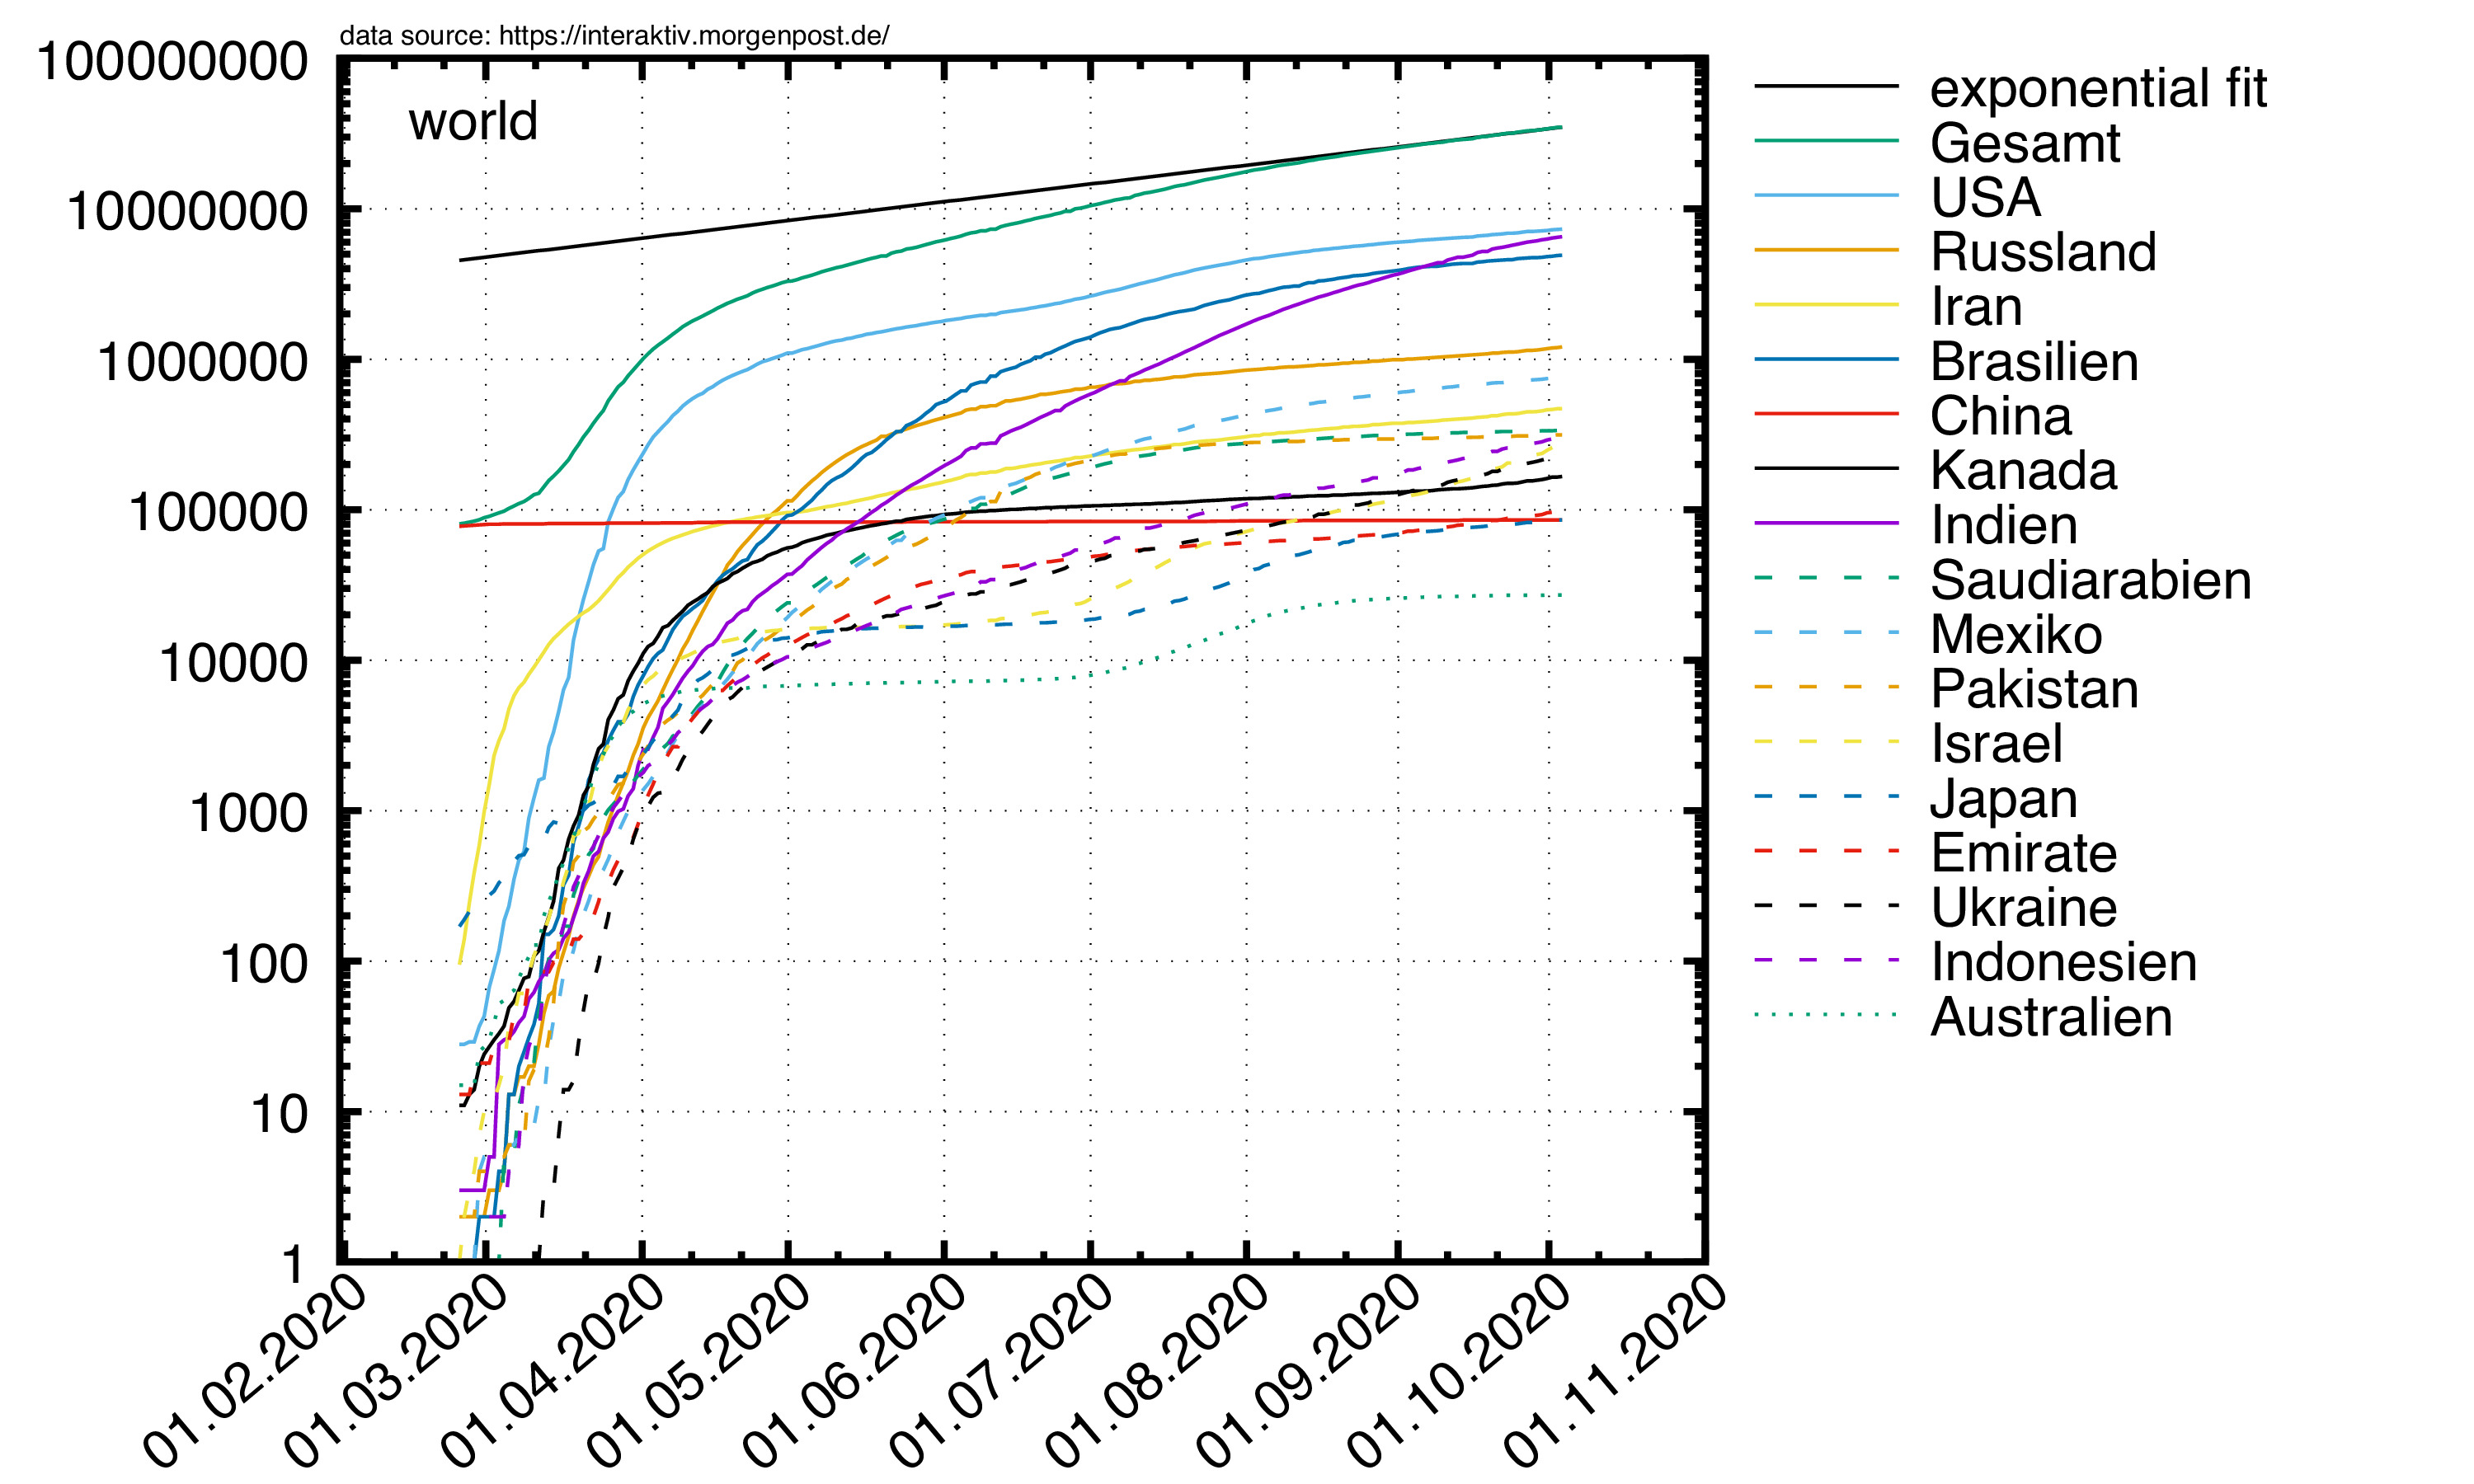 data source: https://interaktiv.morgenpost.de/
world
100000000
10000000
1000000
100000
10000
1000
100
10
1
01.02.2020
01.03.2020
01.04.2020
01.05.2020
01.06.2020
01.07.2020
01.08.2020
01.09.2020
01.10.2020
01.11.2020
exponential fit
Gesamt
USA
Russland
Iran
Brasilien
China
Kanada
Indien
Saudiarabien
Mexiko
Pakistan
Israel
Japan
Emirate
Ukraine
Indonesien
Australien